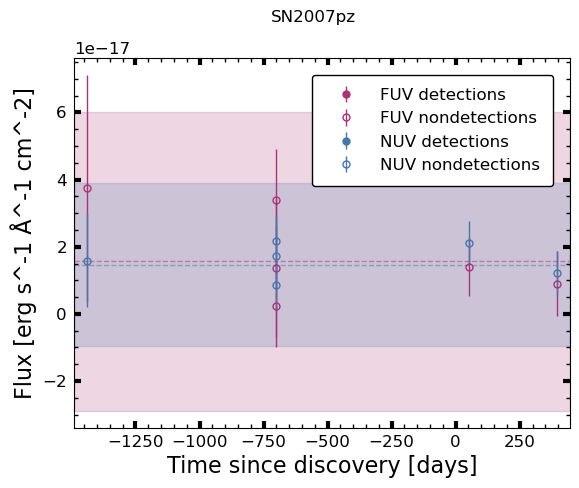 SN2007pz
1e−17
Flux [erg s^-1 Å^-1 cm^-2]
6
4
2
0
−2
FUV detections
FUV nondetections
NUV detections
NUV nondetections
−1250 −1000 −750 −500 −250 0 250
Time since discovery [days]